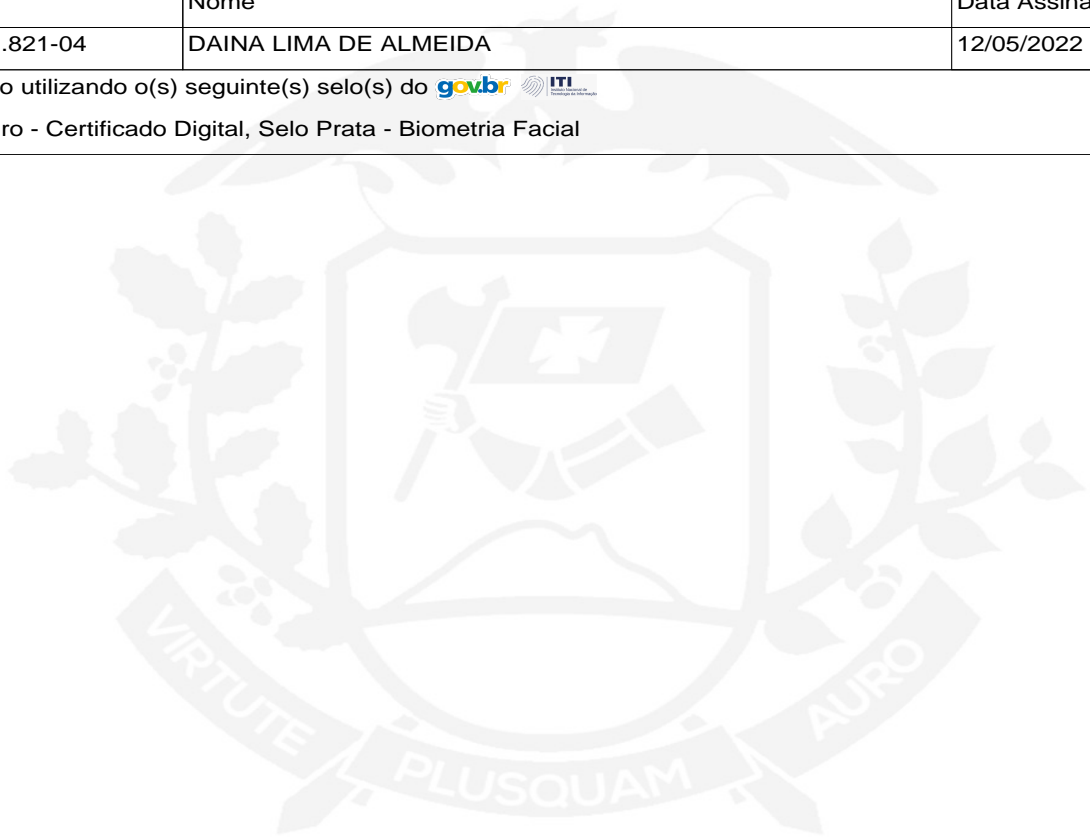 Nome Data Assina
.821-04 DAINA LIMA DE ALMEIDA 12/05/2022
o utilizando o(s) seguinte(s) selo(s) do gov.br ITI
ro - Certificado Digital, Selo Prata - Biometria Facial
VIRTUTE PLUSQUAM AURO